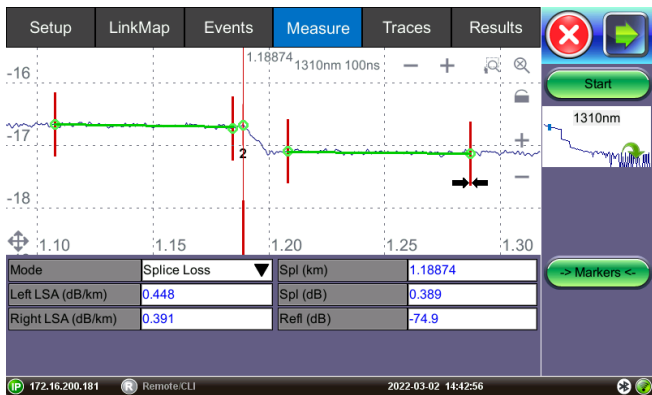 Setup LinkMap Events Measure Traces Results
1.18874 1310nm 100ns
-16
Start
1310nm
-17
2
-18
1.10 1.15 1.20 1.25 1.30
Mode Splice Loss Spl (km) 1.18874
-> Markers <-
Left LSA (dB/km) 0.448 Spl (dB) 0.389
Right LSA (dB/km) 0.391 Refl (dB) -74.9
IP 172.16.200.181 R Remote/CLI 2022-03-02 14:42:56